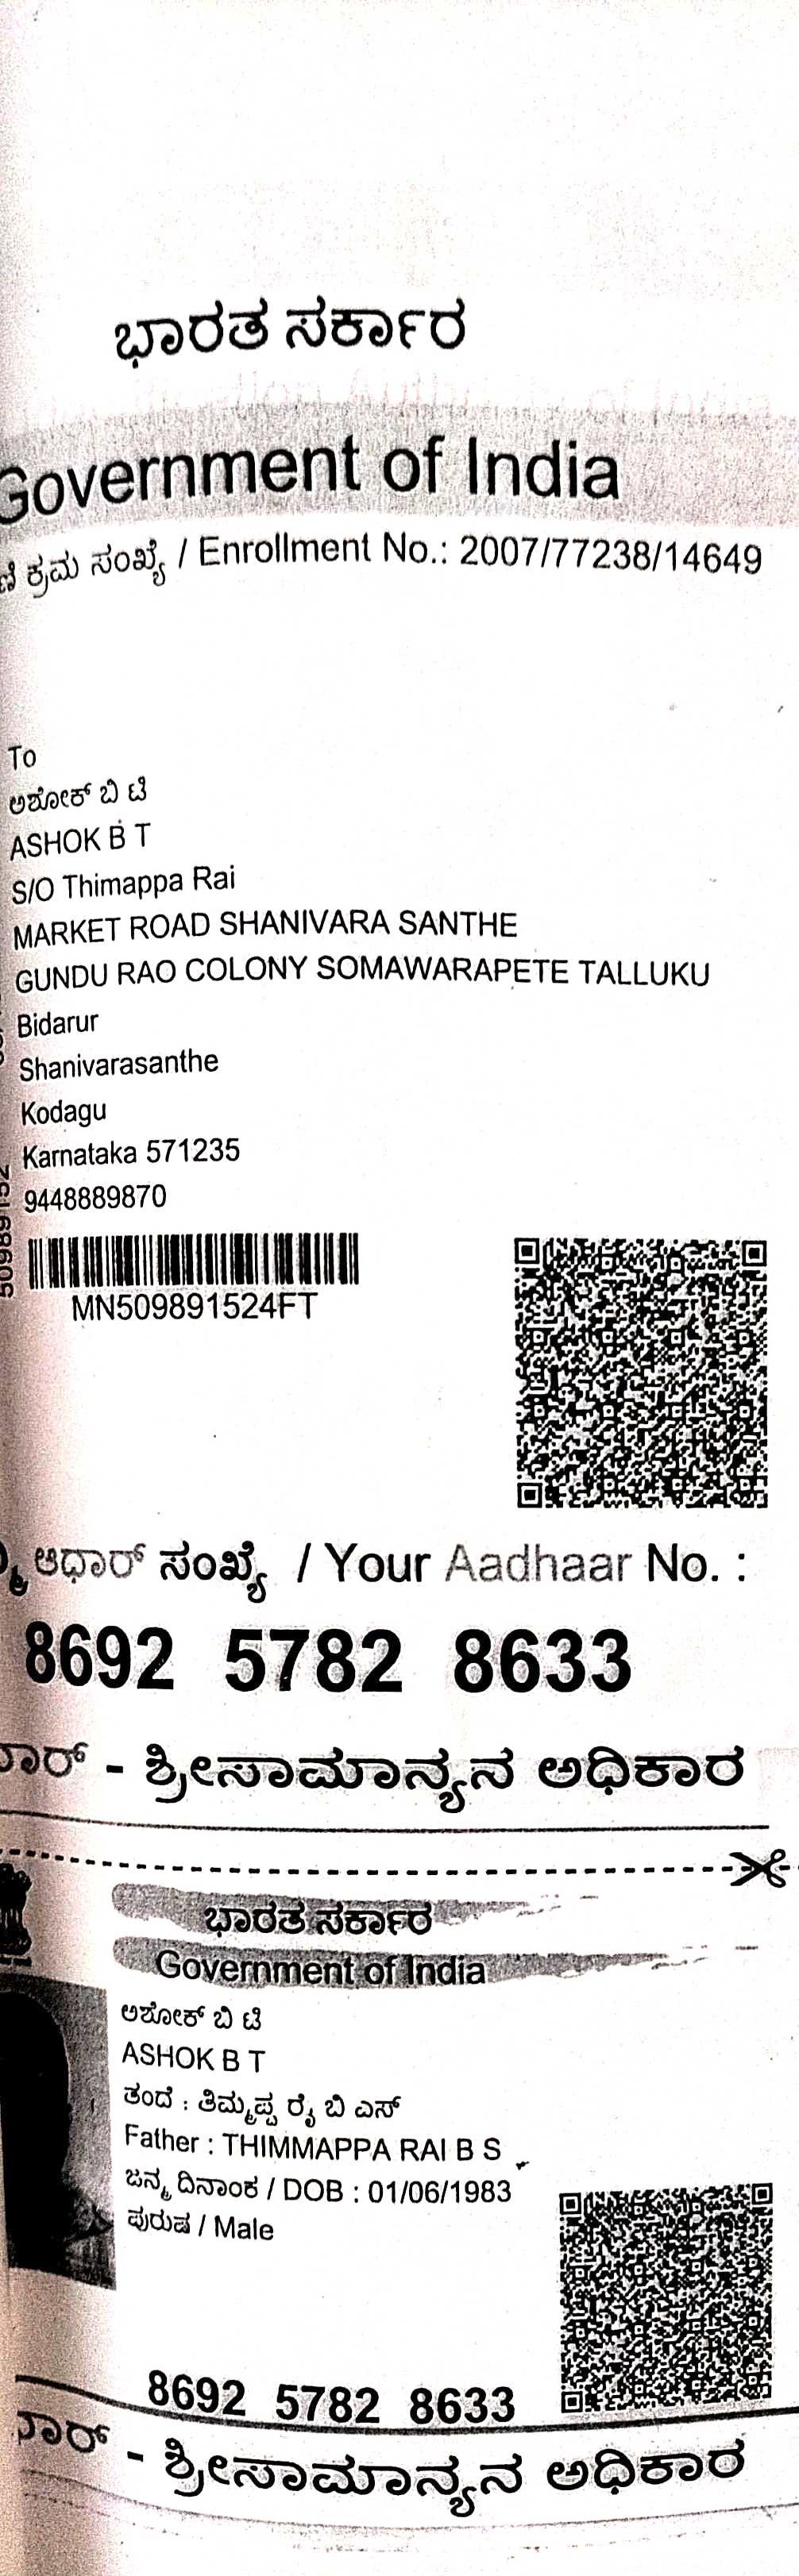 ಭಾರತ ಸರ್ಕಾರ
Government of India
ಕ್ರಮ ಸಂಖ್ಯೆ / Enrollment No.: 2007/77238/14649
To
ಅಶೋಕ್ ಬಿ ಟಿ
ASHOK B T
S/O Thimappa Rai
MARKET ROAD SHANIVARA SANTHE
GUNDU RAO COLONY SOMAWARAPETE TALLUKU
Bidarur
Shanivarasanthe
Kodagu
Karnataka 571235
9448889870
MN509891524FT
ಆಧಾರ್ ಸಂಖ್ಯೆ / Your Aadhaar No. :
8692 5782 8633
- ಶ್ರೀಸಾಮಾನ್ಯನ ಅಧಿಕಾರ
ಭಾರತ ಸರ್ಕಾರ
Government of India
ಅಶೋಕ್ ಬಿ ಟಿ
ASHOK B T
ತಂದೆ : ತಿಮ್ಮಪ್ಪ ರೈ ಬಿ ಎಸ್
Father : THIMMAPPA RAI B S
ಜನ್ಮ ದಿನಾಂಕ / DOB : 01/06/1983
ಪುರುಷ / Male
8692 5782 8633
- ಶ್ರೀಸಾಮಾನ್ಯನ ಅಧಿಕಾರ